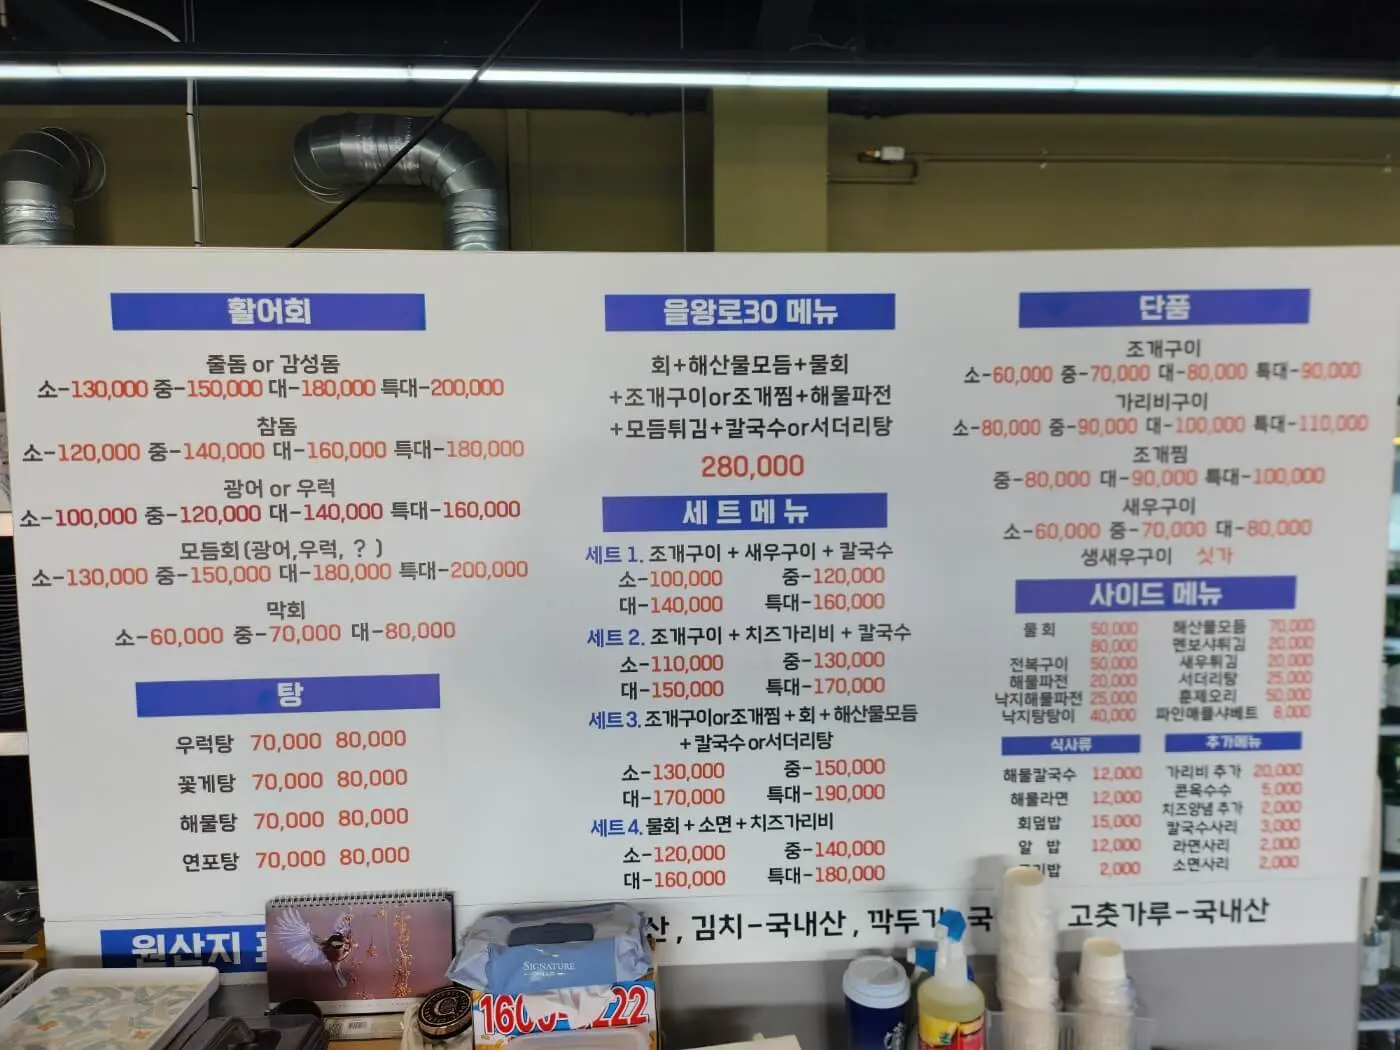 활어회
줄돔 or 감성돔
소-130,000 중-150,000 대-180,000 특대-200,000
참돔
소-120,000 중-140,000 대-160,000 특대-180,000
광어 or 우럭
소-100,000 중-120,000 대-140,000 특대-160,000
모듬회(광어,우럭, ? )
소-130,000 중-150,000 대-180,000 특대-200,000
막회
소-60,000 중-70,000 대-80,000
탕
우럭탕 70,000 80,000
꽃게탕 70,000 80,000
해물탕 70,000 80,000
연포탕 70,000 80,000
을왕로30 메뉴
회+해산물모듬+물회
+조개구이or조개찜+해물파전
+모듬튀김+칼국수or서더리탕
280,000
세트메뉴
세트 1. 조개구이 + 새우구이 + 칼국수
소-100,000 중-120,000
대-140,000 특대-160,000
세트 2. 조개구이 + 치즈가리비 + 칼국수
소-110,000 중-130,000
대-150,000 특대-170,000
세트3. 조개구이or조개찜 + 회 + 해산물모듬
+ 칼국수 or서더리탕
소-130,000 중-150,000
대-170,000 특대-190,000
세트4. 물회 + 소면 + 치즈가리비
소-120,000 중-140,000
대-160,000 특대-180,000
단품
조개구이
소-60,000 중-70,000 대-80,000 특대-90,000
가리비구이
소-80,000 중-90,000 대-100,000 특대-110,000
조개찜
중-80,000 대-90,000 특대-100,000
새우구이
소-60,000 중-70,000 대-80,000
생새우구이 싯가
사이드 메뉴
물회 50,000 해산물모듬 70,000
80,000 멘보샤튀김 20,000
전복구이 50,000 새우튀김 20,000
해물파전 20,000 서더리탕 25,000
낙지해물파전 25,000 훈제오리 50,000
낙지탕탕이 40,000 파인애플샤베트 8,000
식사류
해물칼국수 12,000
해물라면 12,000
회덮밥 15,000
알 밥 12,000
2,000
추가메뉴
가리비 추가 20,000
콘옥수수 5,000
치즈양념 추가 2,000
칼국수사리 3,000
라면사리 2,000
소면사리 2,000
원산지
산, 김치-국내산, 깍두기 국 고춧가루-국내산
SIGNATURE